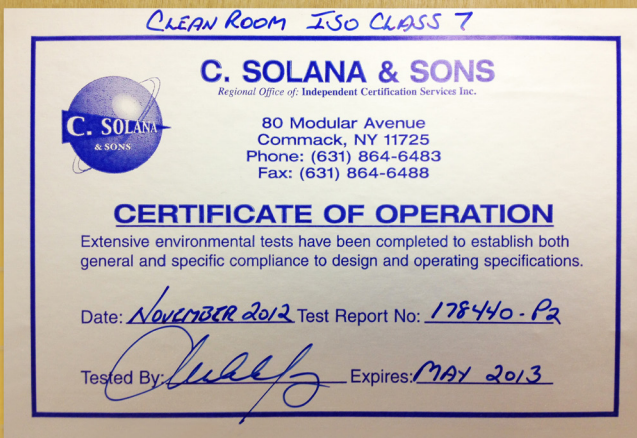 CLEAN ROOM ISO CLASS 7
C. SOLANA & SONS
Regional Office of: Independent Certification Services Inc.
C. SOLANA
& SONS
80 Modular Avenue
Commack, NY 11725
Phone: (631) 864-6483
Fax: (631) 864-6488
CERTIFICATE OF OPERATION
Extensive environmental tests have been completed to establish both
general and specific compliance to design and operating specifications.
Date: NOVEMBER 2012 Test Report No: 178440-P2
Tested By: Expires: MAY 2013